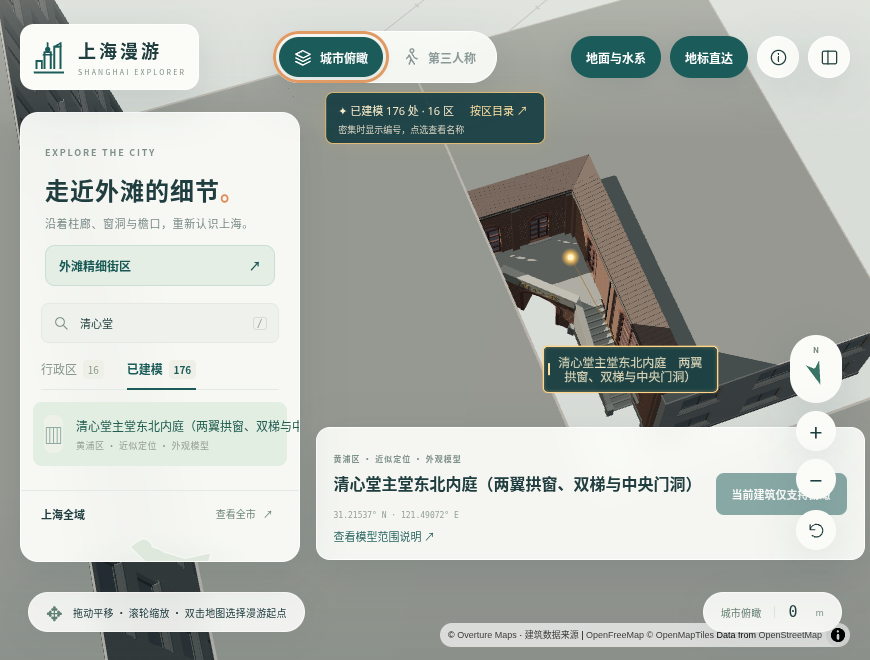 上海漫游
SHANGHAI EXPLORER
城市俯瞰
第三人称
地面与水系
地标直达
✦ 已建模 176 处 · 16 区 按区目录 ↗
密集时显示编号，点选查看名称
EXPLORE THE CITY
走近外滩的细节。
沿着柱廊、窗洞与檐口，重新认识上海。
外滩精细街区 ↗
清心堂 /
行政区 16 已建模 176
清心堂主堂东北内庭（两翼拱窗、双梯与中
黄浦区 · 近似定位 · 外观模型
上海全域 查看全市 ↗
清心堂主堂东北内庭 两翼
拱窗、双梯与中央门洞）
N
+
−
黄浦区 · 近似定位 · 外观模型
清心堂主堂东北内庭（两翼拱窗、双梯与中央门洞）
31.21537° N · 121.49872° E
查看模型范围说明 ↗
当前建筑仅支持
拖动平移 · 滚轮缩放 · 双击地图选择漫游起点
城市俯瞰 0 m
© Overture Maps · 建筑数据来源 | OpenFreeMap © OpenMapTiles Data from OpenStreetMap